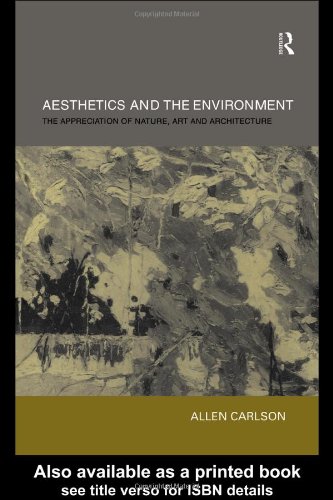 Routledge
AESTHETICS AND THE ENVIRONMENT
THE APPRECIATION OF NATURE, ART AND ARCHITECTURE
ALLEN CARLSON
Also available as a printed book
see title verso for ISBN details